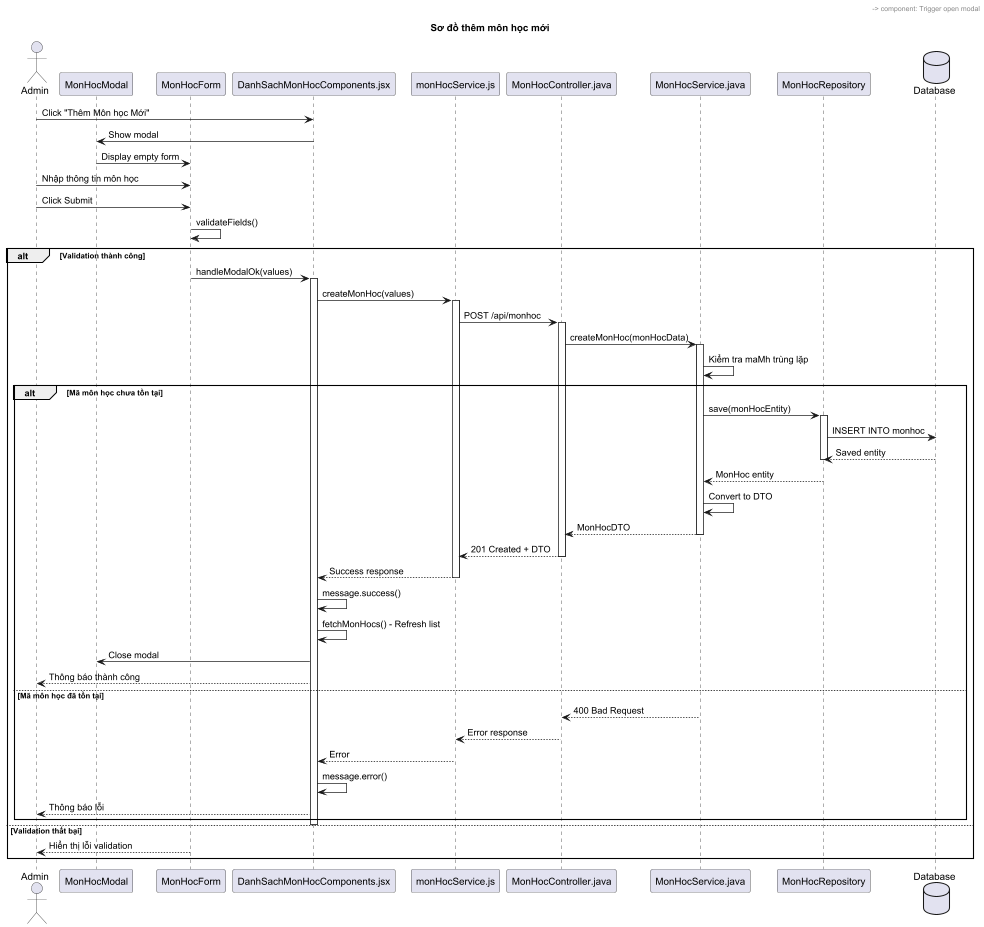 -> component: Trigger open modal
Sơ đồ thêm môn học mới
Admin
MonHocModal
MonHocForm
DanhSachMonHocComponents.jsx
monHocService.js
MonHocController.java
MonHocService.java
MonHocRepository
Database
Click "Thêm Môn học Mới"
Show modal
Display empty form
Nhập thông tin môn học
Click Submit
validateFields()
alt [Validation thành công]
handleModalOk(values)
createMonHoc(values)
POST /api/monhoc
createMonHoc(monHocData)
Kiểm tra maMh trùng lặp
alt [Mã môn học chưa tồn tại]
save(monHocEntity)
INSERT INTO monhoc
Saved entity
MonHoc entity
Convert to DTO
MonHocDTO
201 Created + DTO
Success response
message.success()
fetchMonHocs() - Refresh list
Close modal
Thông báo thành công
[Mã môn học đã tồn tại]
400 Bad Request
Error response
Error
message.error()
Thông báo lỗi
[Validation thất bại]
Hiển thị lỗi validation
Admin
MonHocModal
MonHocForm
DanhSachMonHocComponents.jsx
monHocService.js
MonHocController.java
MonHocService.java
MonHocRepository
Database